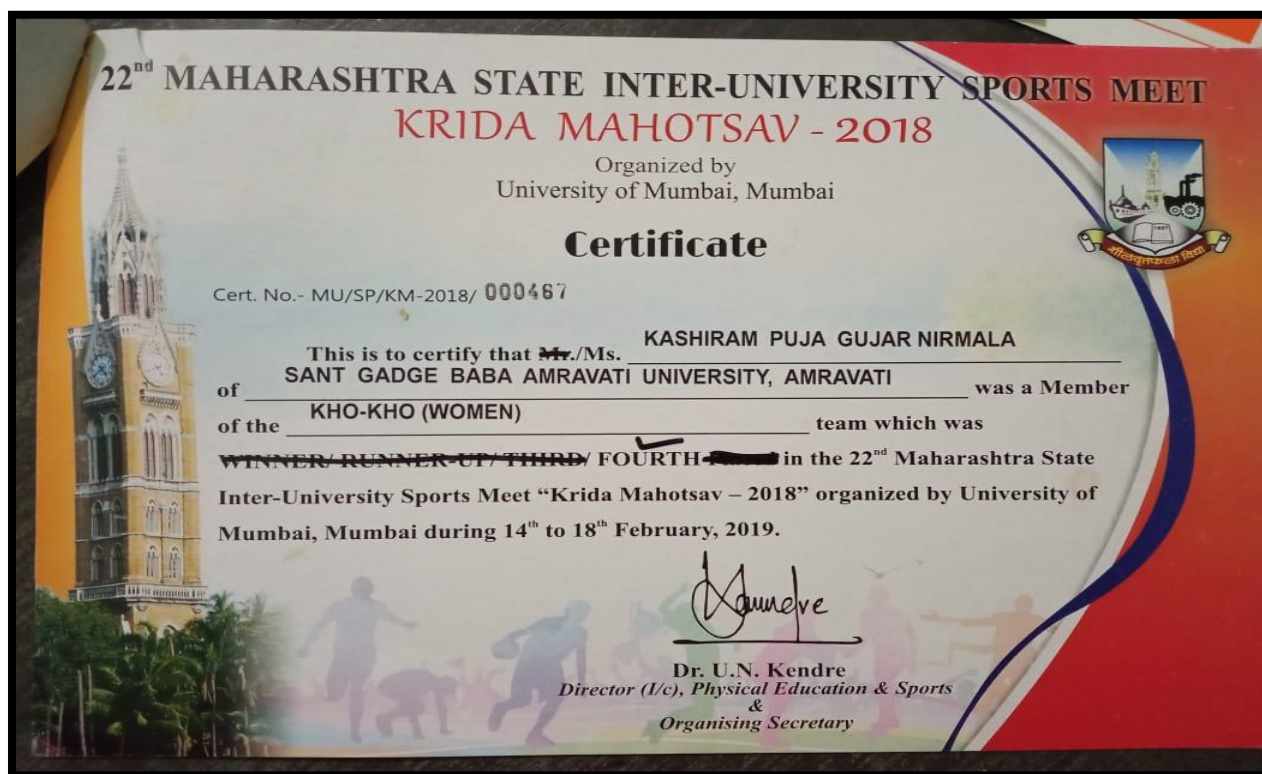 22nd MAHARASHTRA STATE INTER-UNIVERSITY SPORTS MEET
KRIDA MAHOTSAV - 2018
Organized by
University of Mumbai, Mumbai
1857
शीलवृत्तफला विद्या
Certificate
Cert. No.- MU/SP/KM-2018/ 000467
This is to certify that Mr./Ms. KASHIRAM PUJA GUJAR NIRMALA
of SANT GADGE BABA AMRAVATI UNIVERSITY, AMRAVATI was a Member
of the KHO-KHO (WOMEN) team which was
WINNER/ RUNNER-UP/ THIRD/ FOURTH in the 22nd Maharashtra State
Inter-University Sports Meet “Krida Mahotsav – 2018” organized by University of
Mumbai, Mumbai during 14th to 18th February, 2019.
Dr. U.N. Kendre
Director (I/c), Physical Education & Sports
&
Organising Secretary